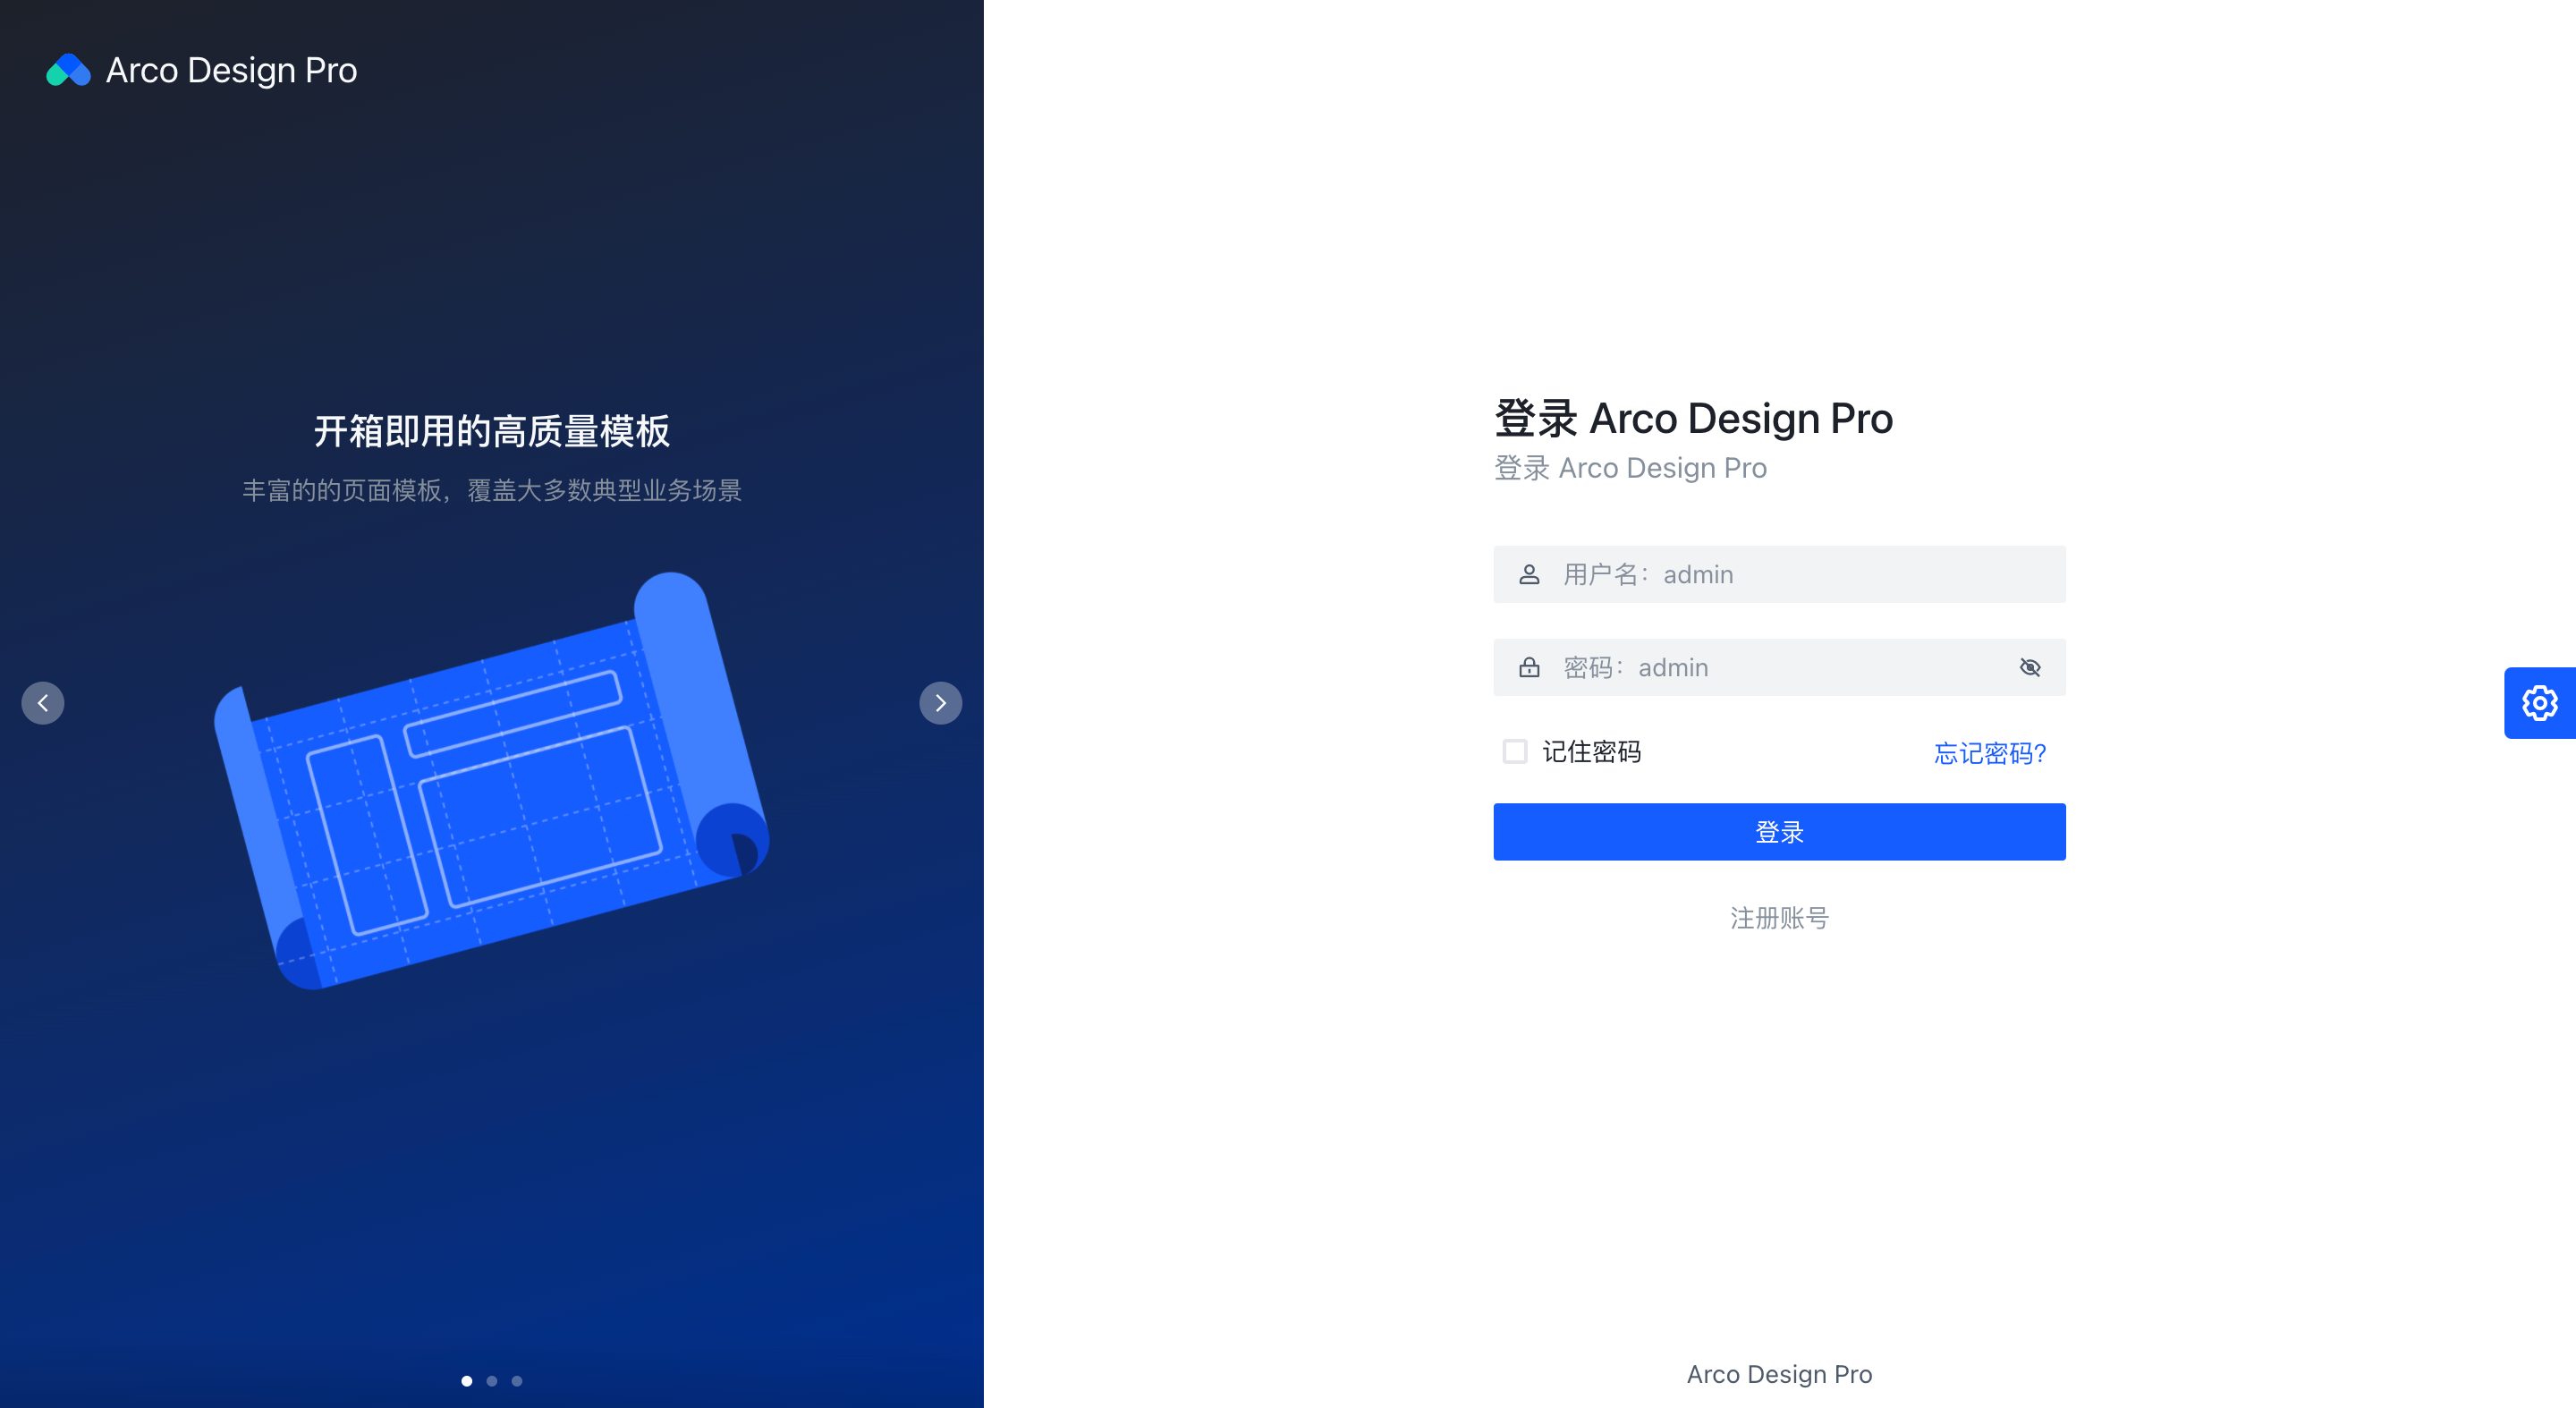 Arco Design Pro
开箱即用的高质量模板
丰富的的页面模板，覆盖大多数典型业务场景
登录 Arco Design Pro
登录 Arco Design Pro
用户名：admin
密码：admin
记住密码
忘记密码?
登录
注册账号
Arco Design Pro